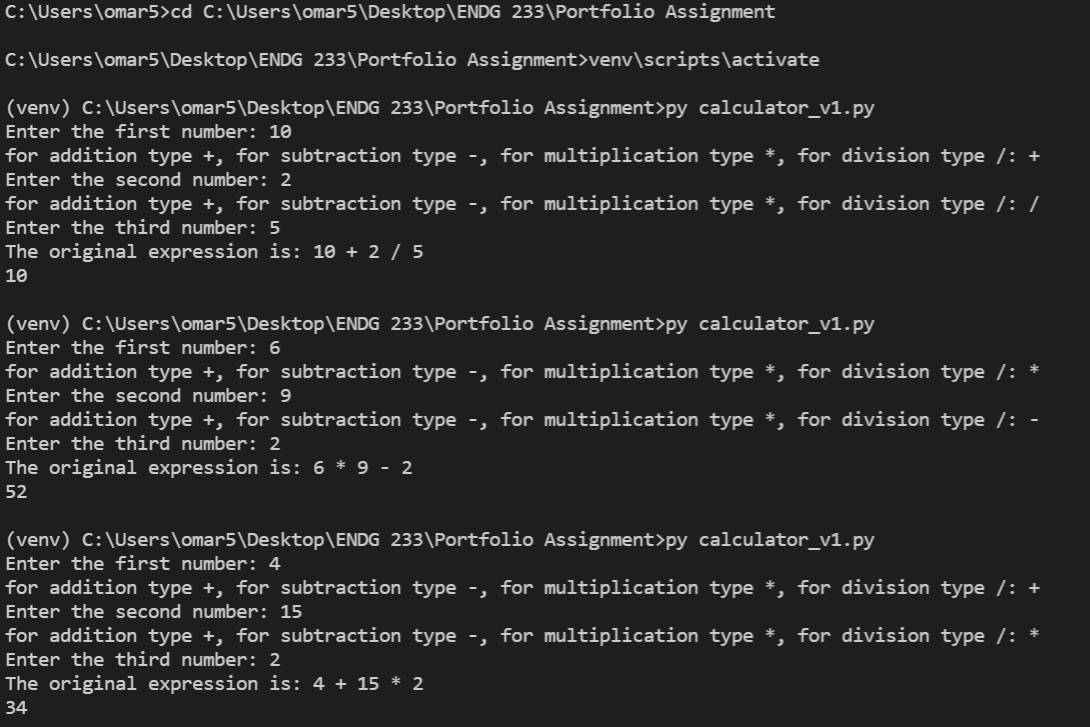 C:\Users\omar5>cd C:\Users\omar5\Desktop\ENDG 233\Portfolio Assignment
C:\Users\omar5\Desktop\ENDG 233\Portfolio Assignment>venv\scripts\activate
(venv) C:\Users\omar5\Desktop\ENDG 233\Portfolio Assignment>py calculator_v1.py
Enter the first number: 10
for addition type +, for subtraction type -, for multiplication type *, for division type /: +
Enter the second number: 2
for addition type +, for subtraction type -, for multiplication type *, for division type /: /
Enter the third number: 5
The original expression is: 10 + 2 / 5
10
(venv) C:\Users\omar5\Desktop\ENDG 233\Portfolio Assignment>py calculator_v1.py
Enter the first number: 6
for addition type +, for subtraction type -, for multiplication type *, for division type /: *
Enter the second number: 9
for addition type +, for subtraction type -, for multiplication type *, for division type /: -
Enter the third number: 2
The original expression is: 6 * 9 - 2
52
(venv) C:\Users\omar5\Desktop\ENDG 233\Portfolio Assignment>py calculator_v1.py
Enter the first number: 4
for addition type +, for subtraction type -, for multiplication type *, for division type /: +
Enter the second number: 15
for addition type +, for subtraction type -, for multiplication type *, for division type /: *
Enter the third number: 2
The original expression is: 4 + 15 * 2
34